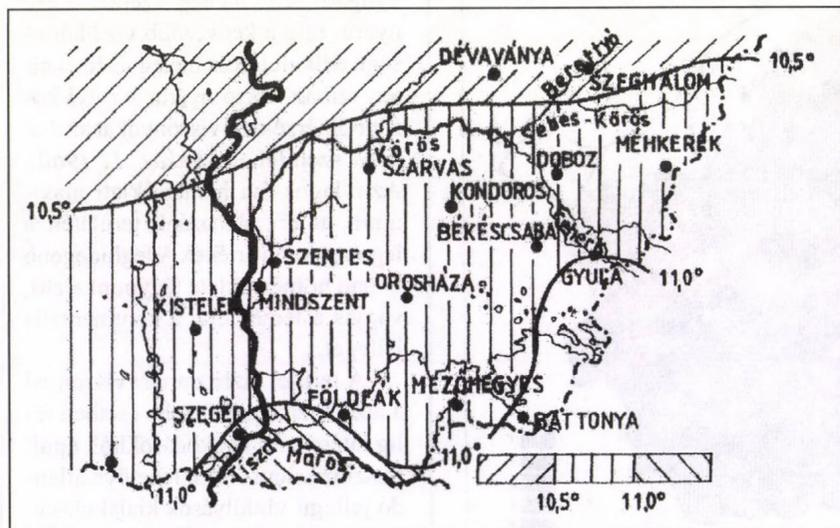 DÉVAVÁNYA
Berettyó
SZEGHALOM
10,5°
Sebes-Körös
Körös
SZARVAS
DOBOZ
MÉHKERÉK
KONDOROS
10,5°
BÉKÉSCSABA
SZENTES
GYULA
11,0°
OROSHÁZA
KISTELEK
MINDSZENT
MEZŐHEGYES
FÖLDEÁK
SZEGED
BATTONYA
Tisza
Maros
11,0°
11,0°
10,5° 11,0°